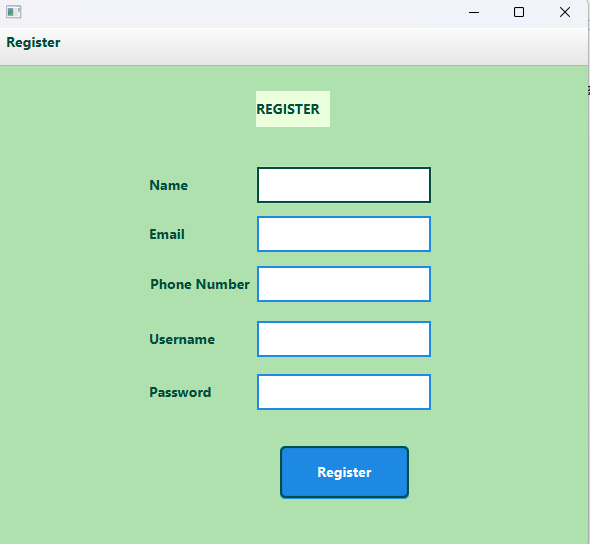 Register
REGISTER
Name
Email
Phone Number
Username
Password
Register